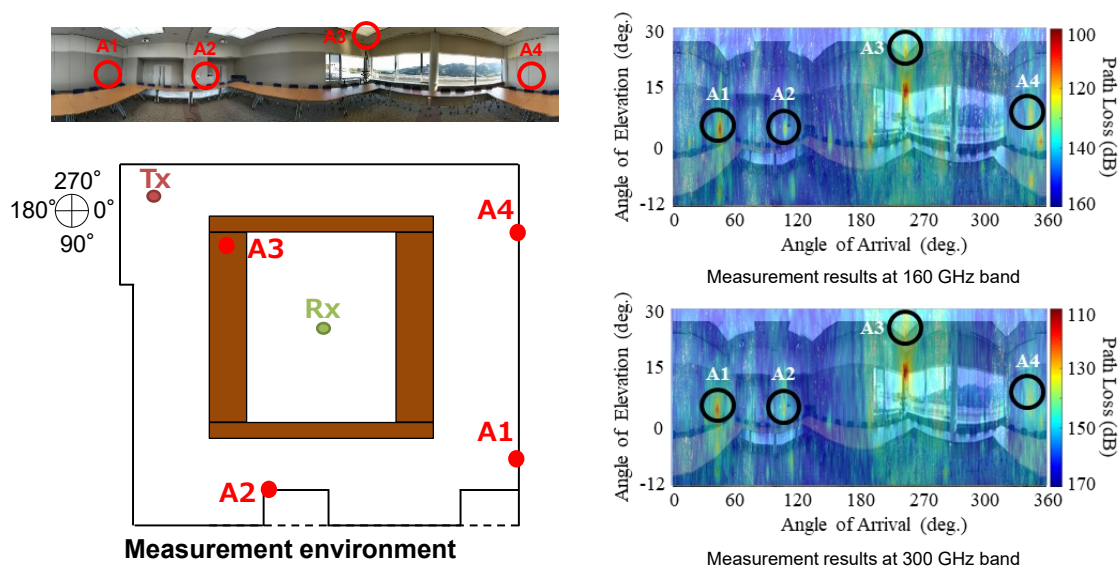 A1
A2
A3
A4
Tx
270˚
180˚
0˚
90˚
A4
A3
Rx
A1
A2
Measurement environment
30
15
0
-12
Angle of Elevation (deg.)
A1
A2
A3
A4
0
60
120
180
270
300
360
Angle of Arrival (deg.)
100
120
140
160
Path Loss (dB)
Measurement results at 160 GHz band
30
15
0
-12
Angle of Elevation (deg.)
A1
A2
A3
A4
0
60
120
180
270
300
360
Angle of Arrival (deg.)
110
130
150
170
Path Loss (dB)
Measurement results at 300 GHz band